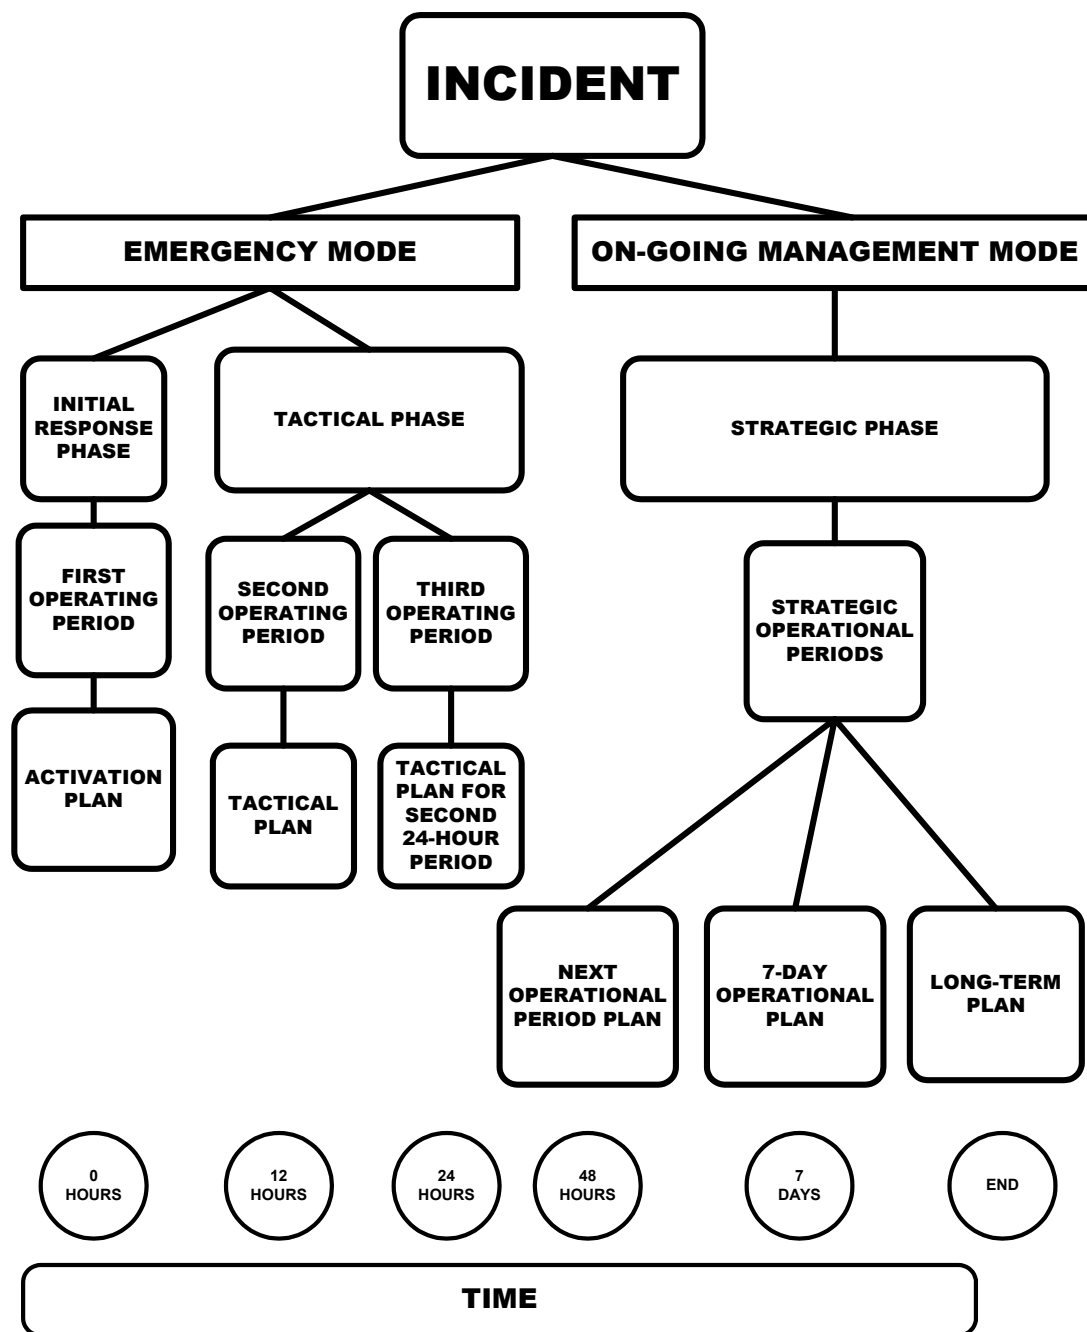 INCIDENT
EMERGENCY MODE
ON-GOING MANAGEMENT MODE
INITIAL
RESPONSE
PHASE
TACTICAL PHASE
STRATEGIC PHASE
FIRST
OPERATING
PERIOD
SECOND
OPERATING
PERIOD
THIRD
OPERATING
PERIOD
STRATEGIC
OPERATIONAL
PERIODS
ACTIVATION
PLAN
TACTICAL
PLAN
TACTICAL
PLAN FOR
SECOND
24-HOUR
PERIOD
NEXT
OPERATIONAL
PERIOD PLAN
7-DAY
OPERATIONAL
PLAN
LONG-TERM
PLAN
0
HOURS
12
HOURS
24
HOURS
48
HOURS
7
DAYS
END
TIME